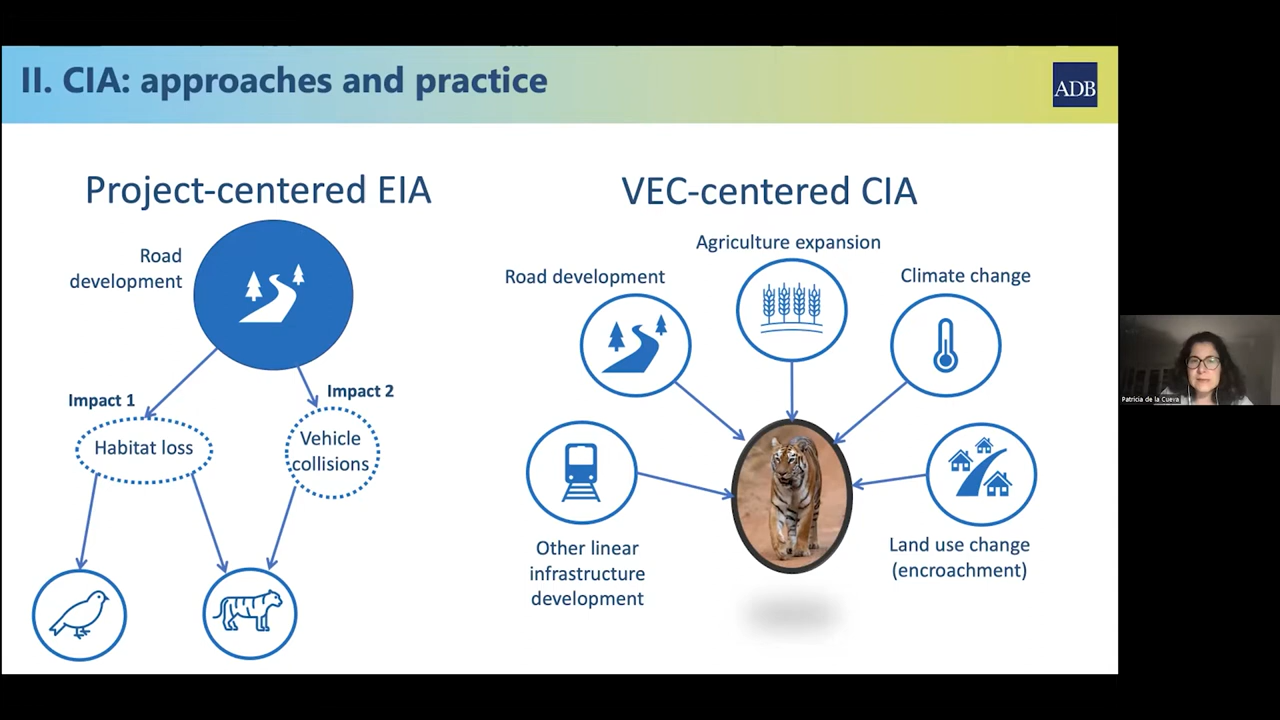 II. CIA: approaches and practice
ADB
Project-centered EIA
Road
development
Impact 1
Impact 2
Habitat loss
Vehicle
collisions
VEC-centered CIA
Agriculture expansion
Road development
Climate change
Other linear
infrastructure
development
Land use change
(encroachment)
Patricia de la Cueva